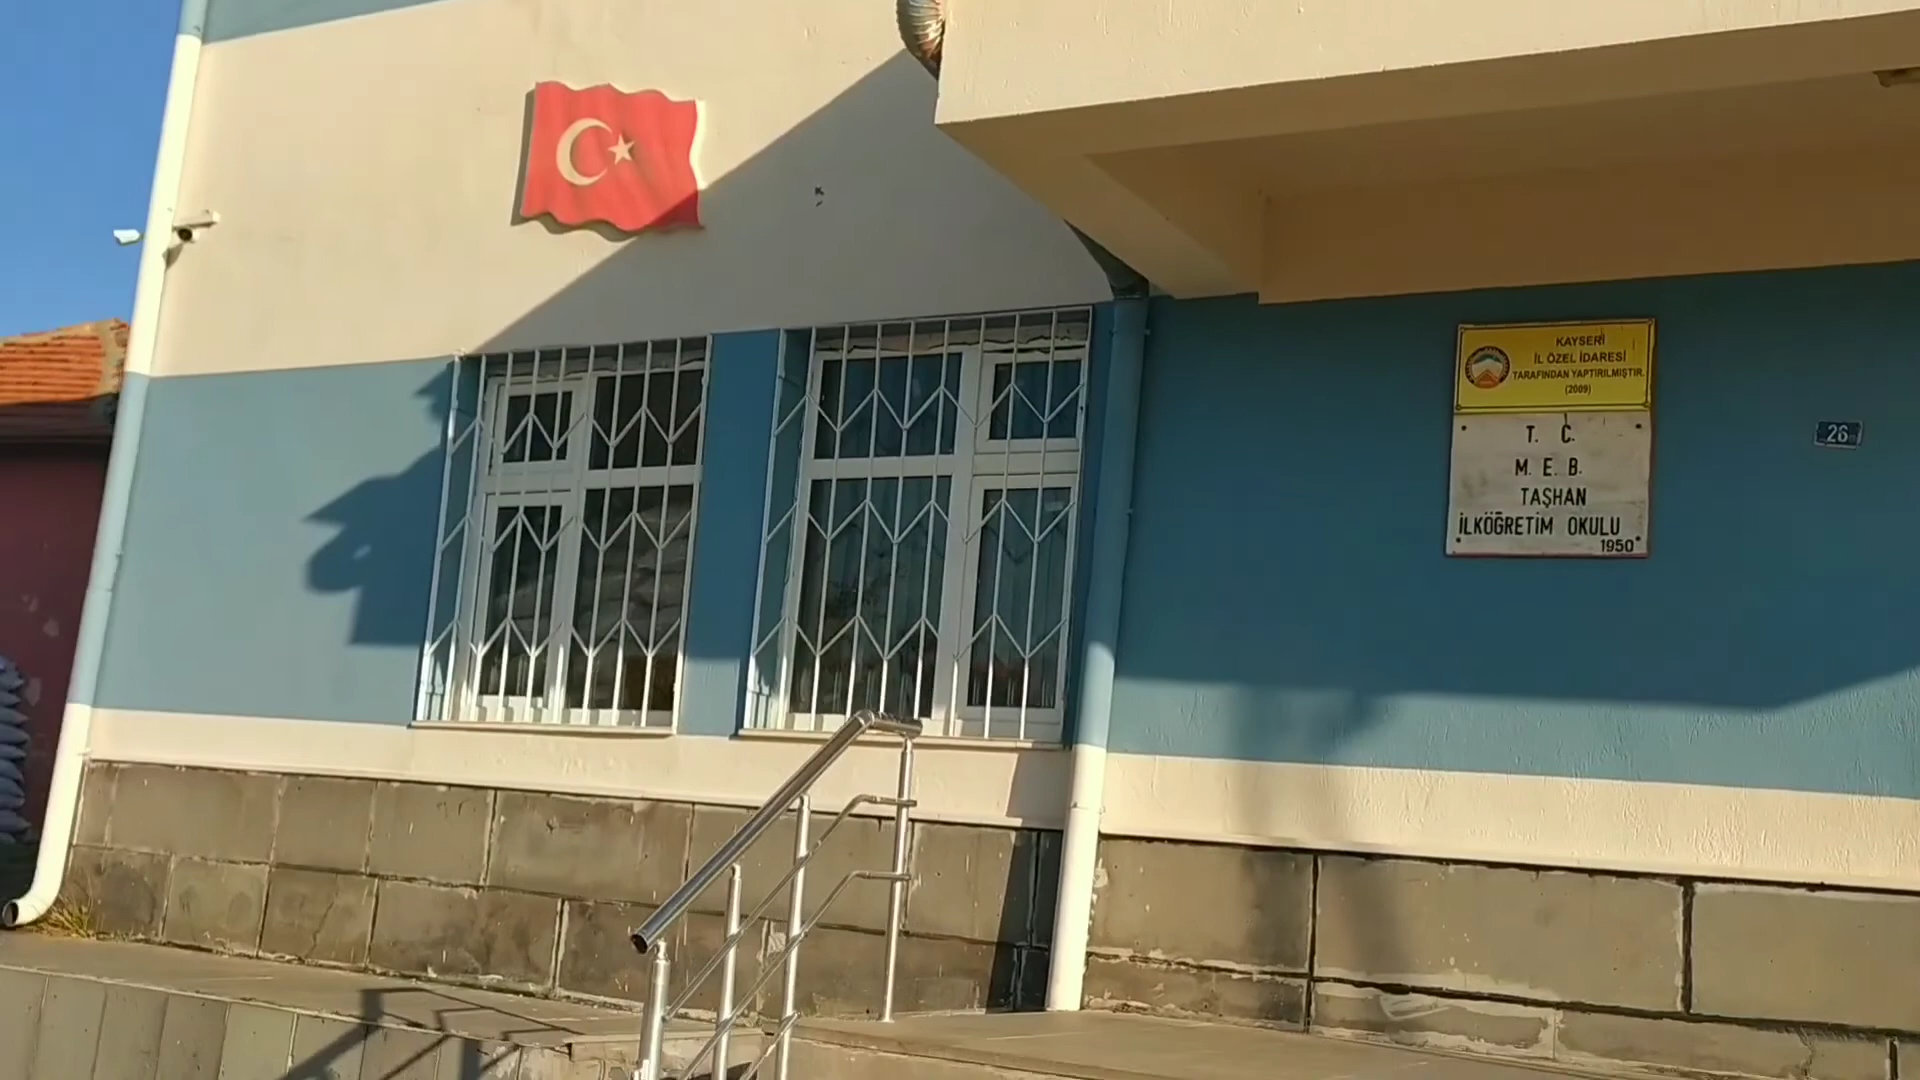 KAYSERİ
İL ÖZEL İDARESİ
TARAFINDAN YAPTIRILMIŞTIR.
(2009)
T. C.
M. E. B.
TAŞHAN
İLKÖĞRETİM OKULU
1950
26